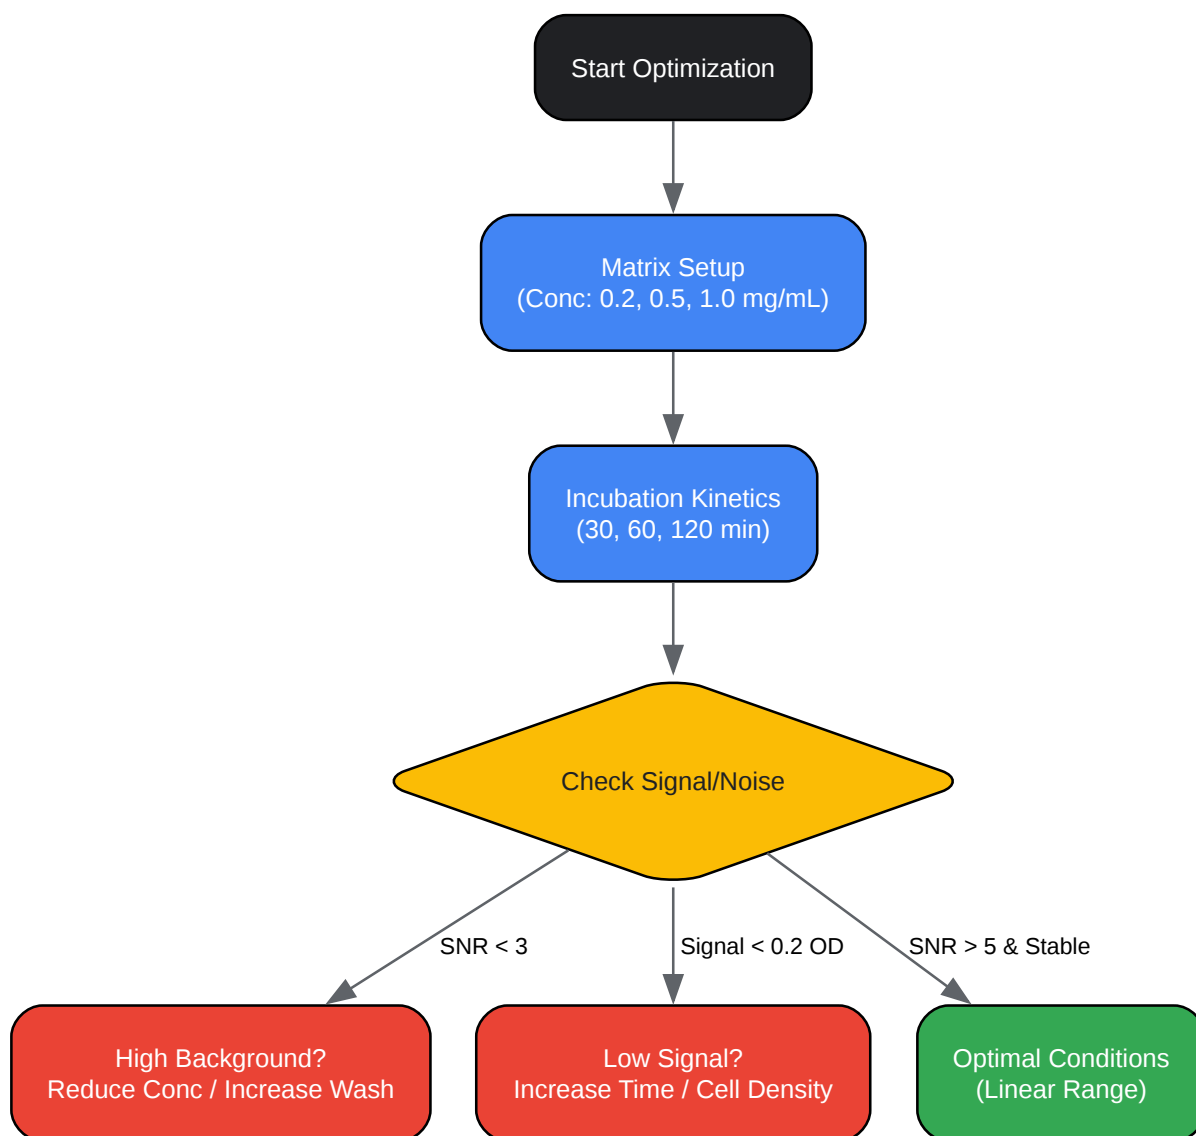 Start Optimization
Matrix Setup
(Conc: 0.2, 0.5, 1.0 mg/mL)
Incubation Kinetics
(30, 60, 120 min)
Check Signal/Noise
SNR < 3
Signal < 0.2 OD
SNR > 5 & Stable
High Background?
Reduce Conc / Increase Wash
Low Signal?
Increase Time / Cell Density
Optimal Conditions
(Linear Range)